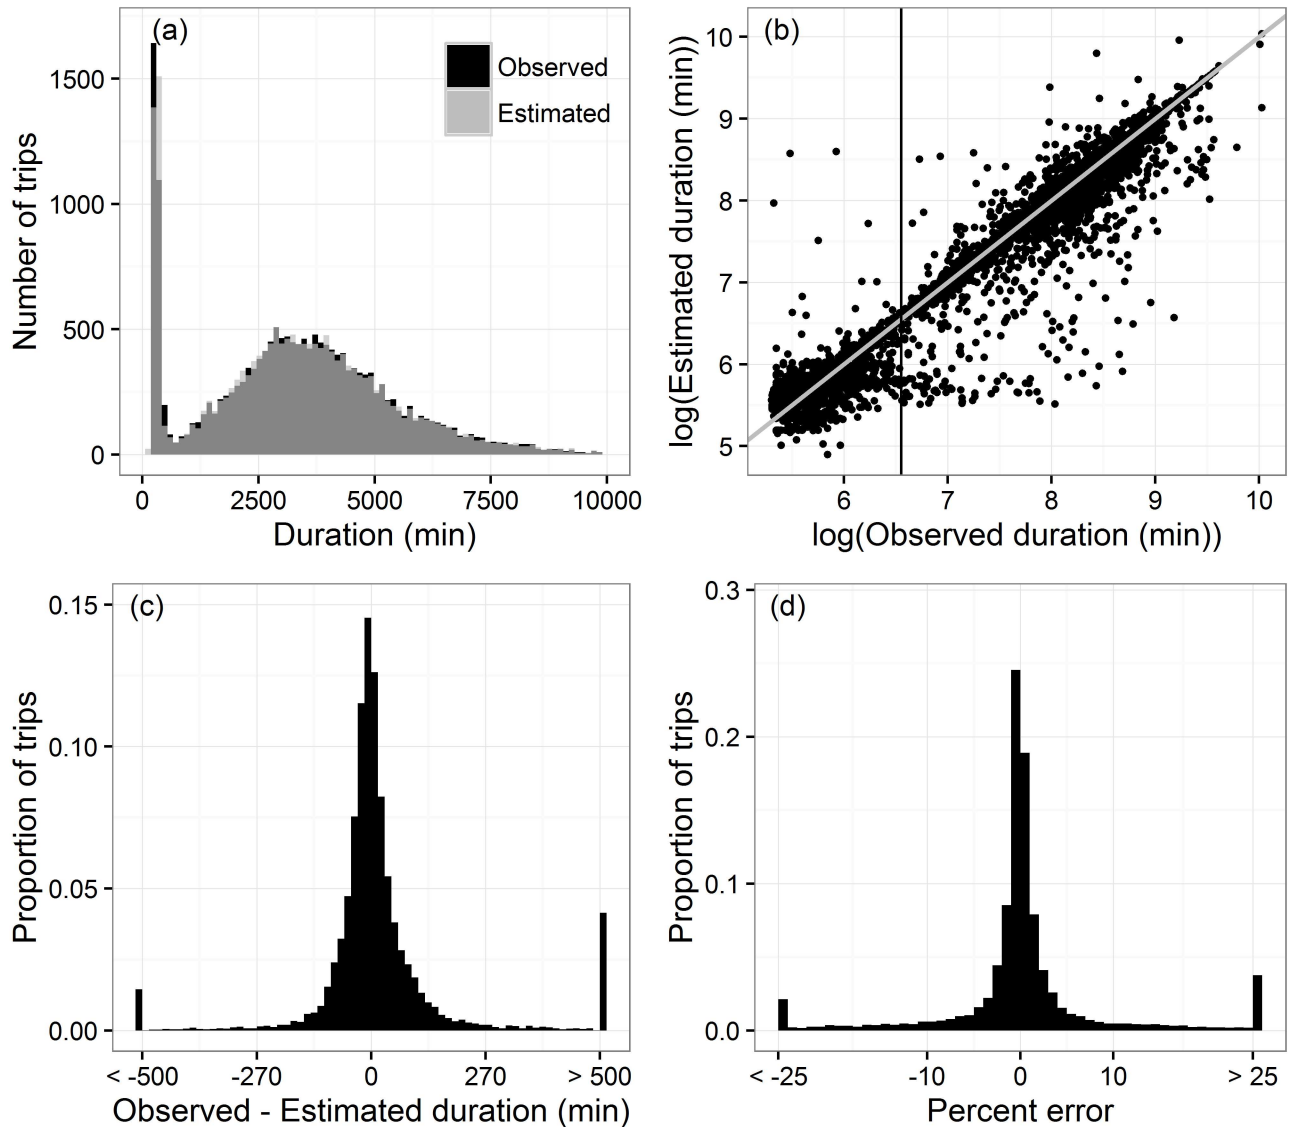 (a)
Observed
Estimated
1500
1000
500
0
Number of trips
0 2500 5000 7500 10000
Duration (min)
(b)
10
9
8
7
6
5
log(Estimated duration (min))
6 7 8 9 10
log(Observed duration (min))
(c)
0.15
0.10
0.05
0.00
Proportion of trips
< -500 -270 0 270 > 500
Observed - Estimated duration (min)
(d)
0.3
0.2
0.1
0.0
Proportion of trips
< -25 -10 0 10 > 25
Percent error